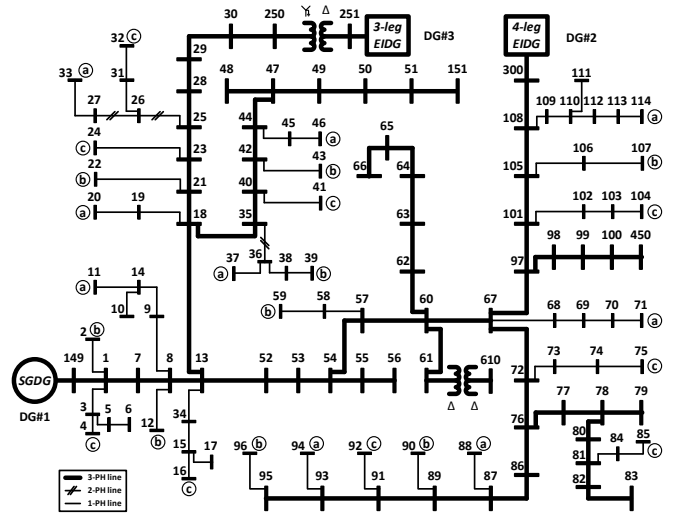 32 c 30 250 Y Δ 251 3-leg EIDG DG#3 4-leg EIDG DG#2
33 a 31 29 300 111
27 26 28 48 47 49 50 51 151 109 110 112 113 114 a
24 c 25 44 45 46 a 65 108
22 b 23 42 43 b 66 64 105 106 107 b
20 a 19 21 40 41 c 101 102 103 104 c
18 35 63 97 98 99 100 450
11 a 14 37 a 36 38 39 b 62
10 9 59 b 58 57 60 67 68 69 70 71 a
2 b
SGDG 149 1 7 8 13 52 53 54 55 56 61 610 72 73 74 75 c
DG#1 3 5 6 34 Δ Δ 77 78 79
4 c 12 b 15 17 76 80 84 85 c
16 c 96 b 94 a 92 c 90 b 88 a 81
95 93 91 89 87 86 82 83
3-PH line
2-PH line
1-PH line